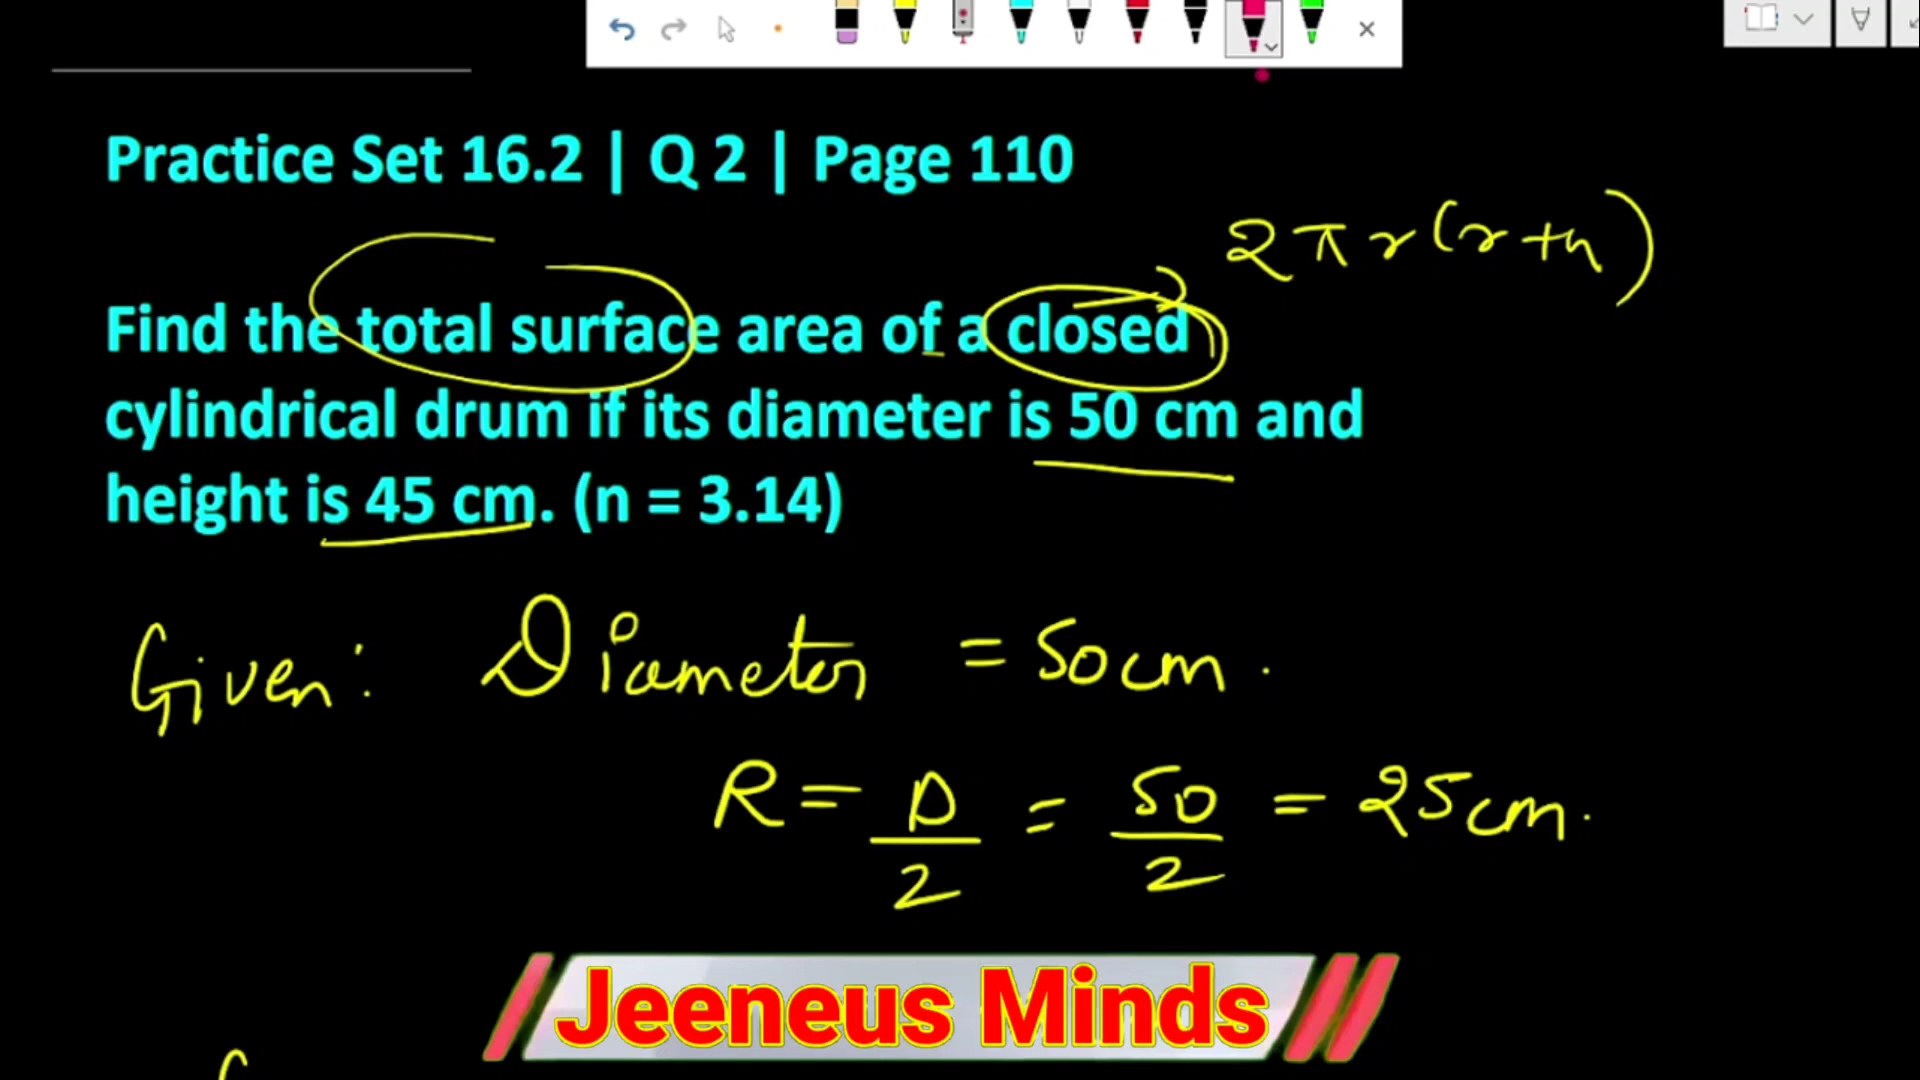 Practice Set 16.2 | Q 2 | Page 110
2πr(r+h)
Find the total surface area of a closed
cylindrical drum if its diameter is 50 cm and
height is 45 cm. (n = 3.14)
Given: Diameter = 50cm.
R = D/2 = 50/2 = 25cm.
Jeeneus Minds